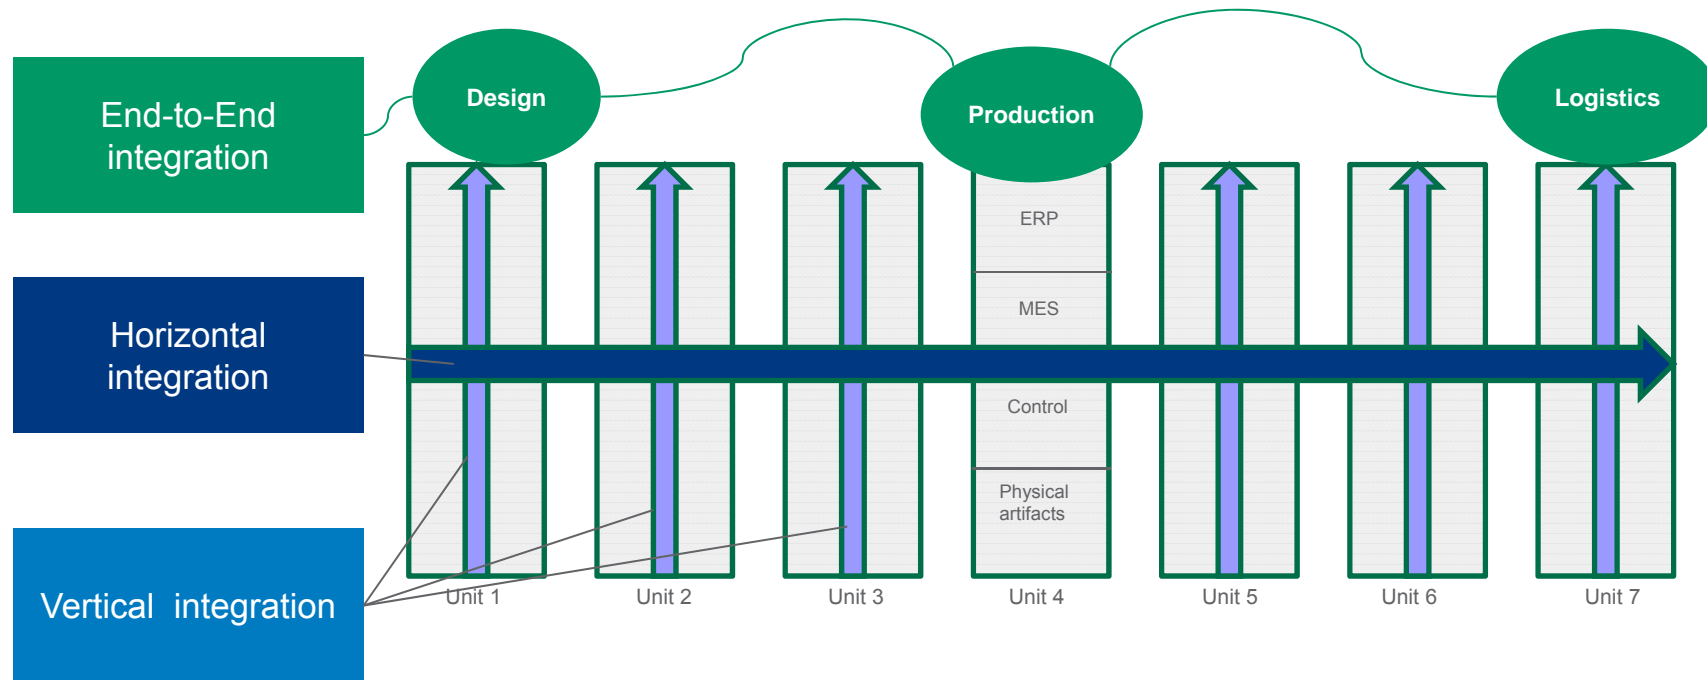 End-to-End
integration
Design
Production
Logistics
ERP
MES
Horizontal
integration
Control
Physical
artifacts
Vertical  integration
Unit 1
Unit 2
Unit 3
Unit 4
Unit 5
Unit 6
Unit 7